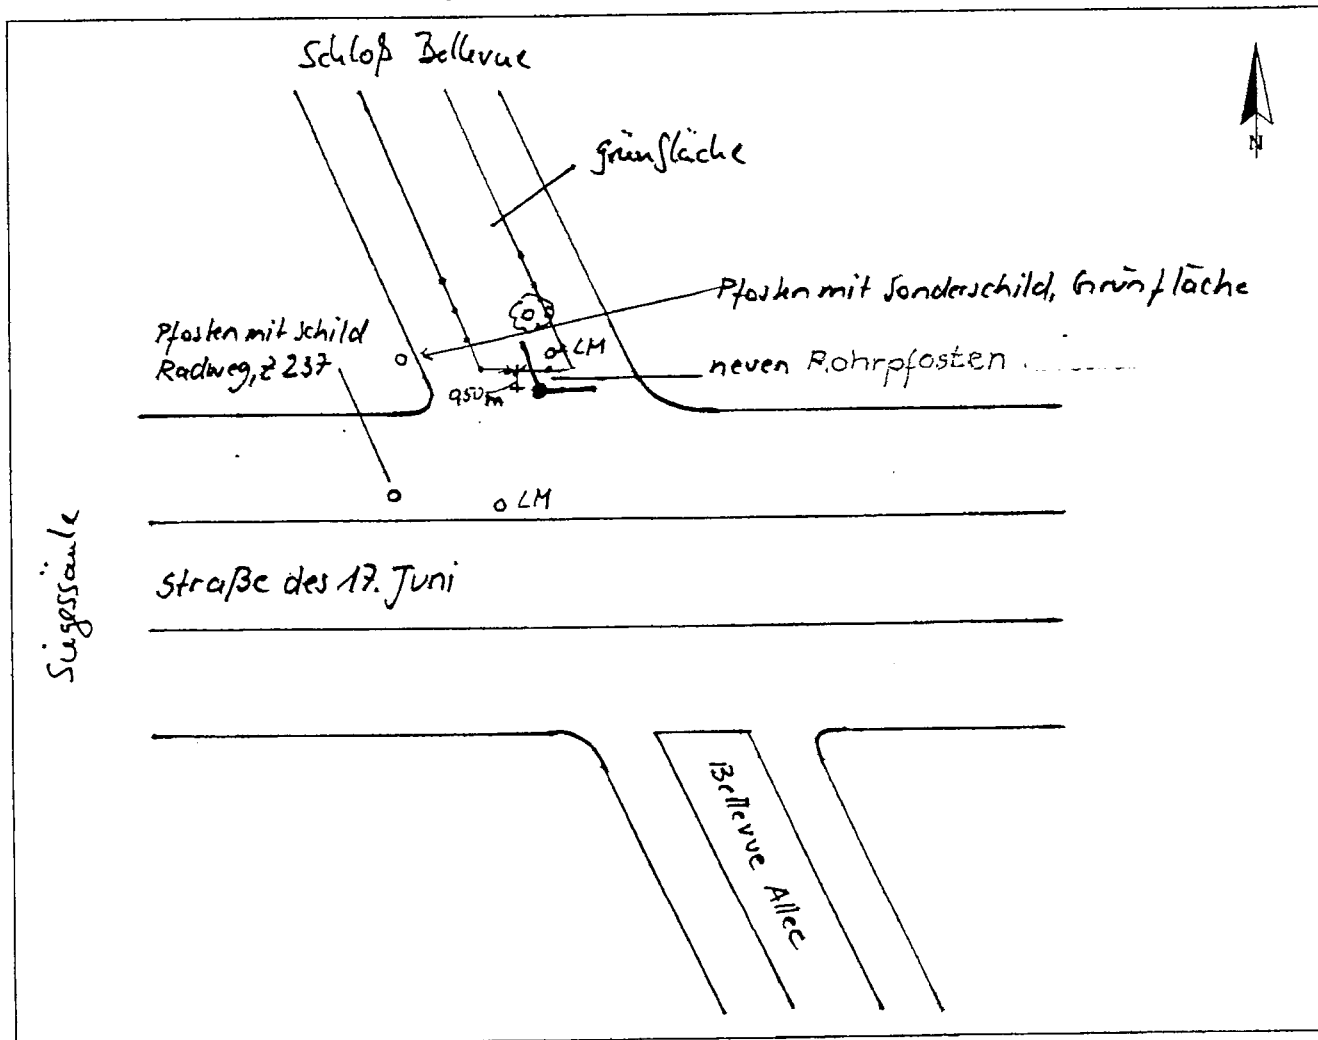 Schloß Bellevue
N
Grünfläche
Pfosten mit Sonderschild, Grünfläche
Pfosten mit Schild
Radweg, Z 237
LM
neuen Rohrpfosten
0,50 m
LM
Siegessäule
Straße des 17. Juni
Bellevue Allee